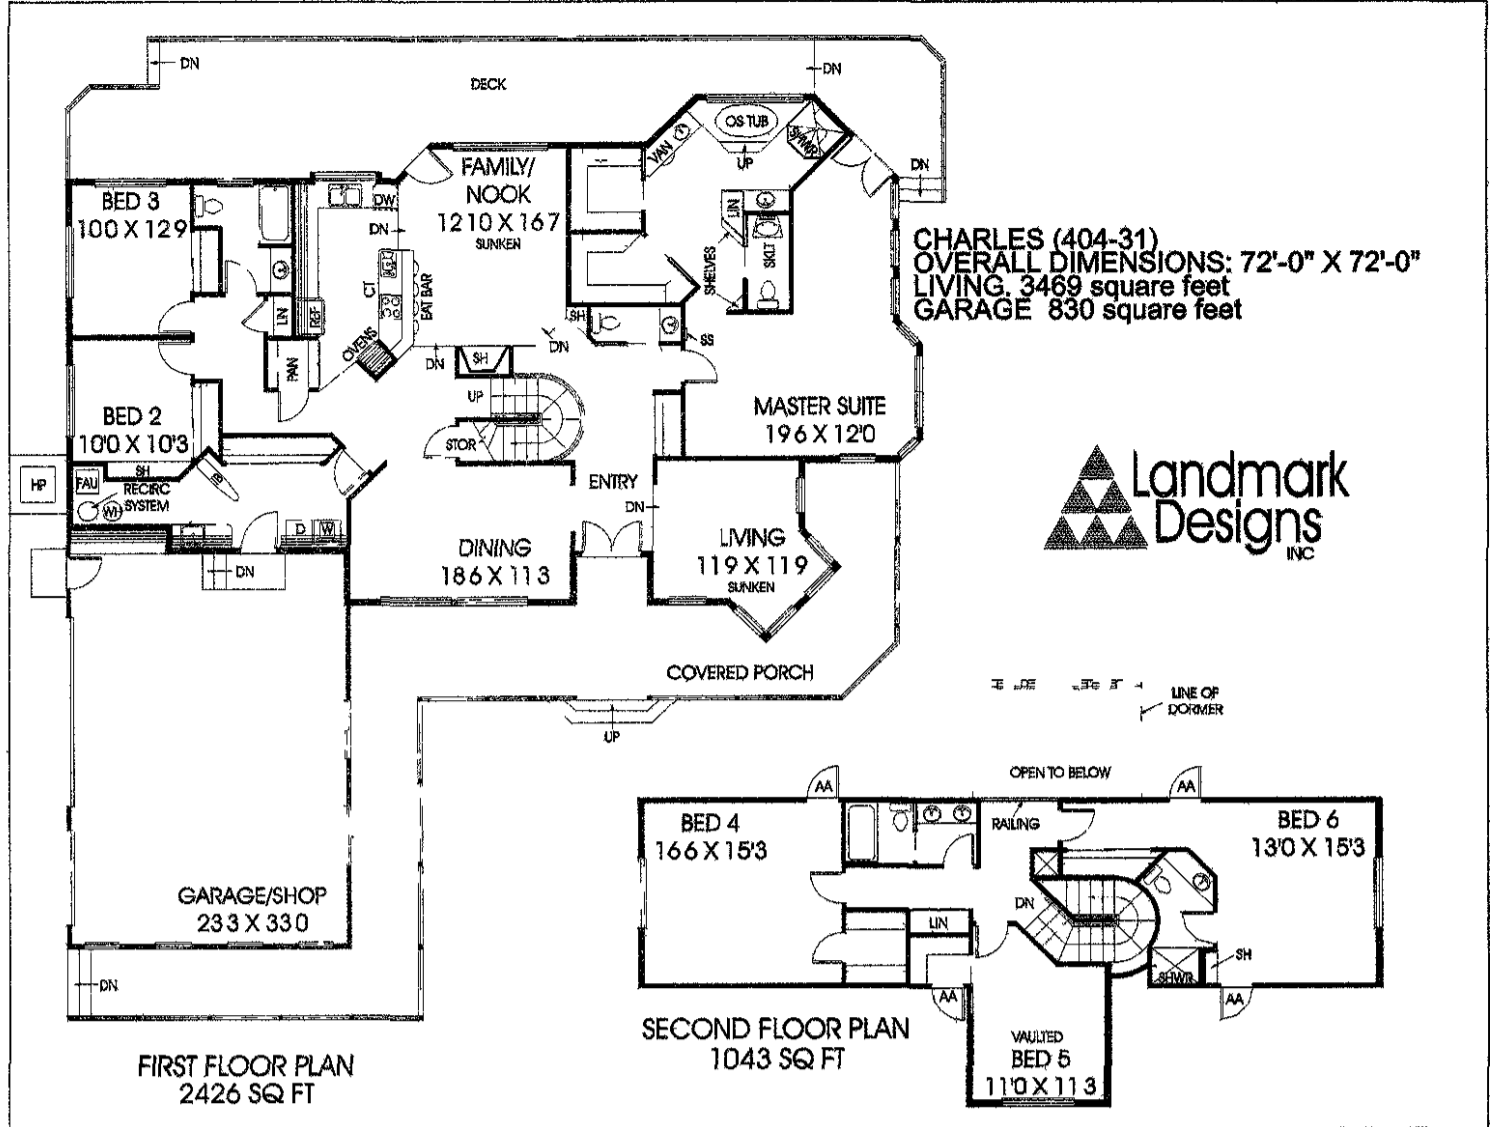 DN
DECK
DN
OS TUB
SHWR
VAN
UP
DN
FAMILY/
NOOK
1210 X 167
SUNKEN
BED 3
100 X 129
DW
DN
LIN
SHELVES
SKLT
CHARLES (404-31)
OVERALL DIMENSIONS: 72'-0" X 72'-0"
LIVING. 3469 square feet
GARAGE 830 square feet
CT
EAT BAR
LIN
REF
OVENS
PAN
SH
DN
SS
DN
SH
UP
STOR
BED 2
10'0 X 10'3
SH
MASTER SUITE
196 X 12'0
HP
FAU
RECIRC
SYSTEM
WH
IB
D
W
DN
ENTRY
DN
DINING
186 X 113
LIVING
119 X 119
SUNKEN
Landmark
Designs
INC
COVERED PORCH
UP
LINE OF
DORMER
GARAGE/SHOP
233 X 330
DN
FIRST FLOOR PLAN
2426 SQ FT
AA
OPEN TO BELOW
AA
BED 4
166 X 15'3
RAILING
BED 6
13'0 X 15'3
DN
LIN
SH
SHWR
AA
AA
SECOND FLOOR PLAN
1043 SQ FT
VAULTED
BED 5
11'0 X 113